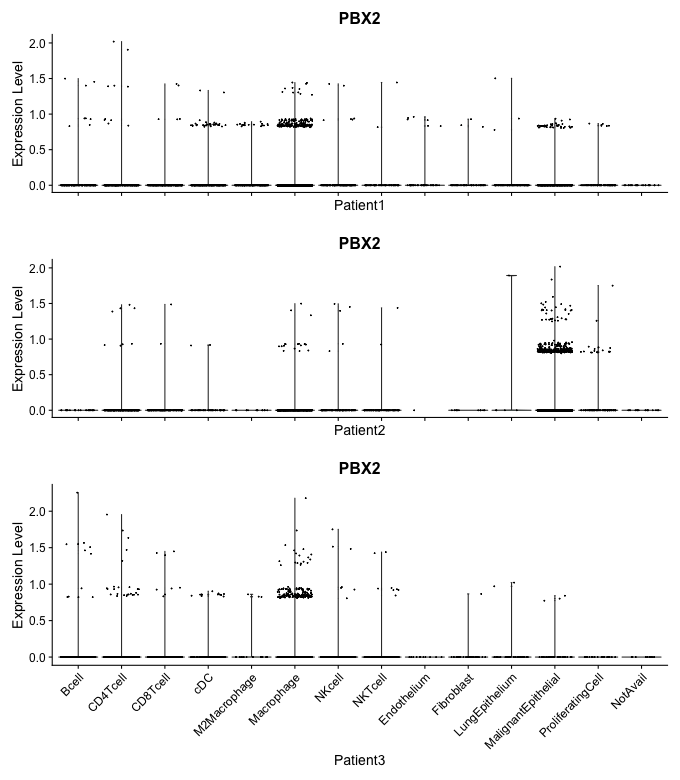 PBX2
Expression Level
2.0
1.5
1.0
0.5
0.0
Patient1
PBX2
Expression Level
2.0
1.5
1.0
0.5
0.0
Patient2
PBX2
Expression Level
2.0
1.5
1.0
0.5
0.0
Bcell
CD4Tcell
CD8Tcell
cDC
M2Macrophage
Macrophage
NKcell
NKTcell
Endothelium
Fibroblast
LungEpithelium
MalignantEpithelial
ProliferatingCell
NotAvail
Patient3